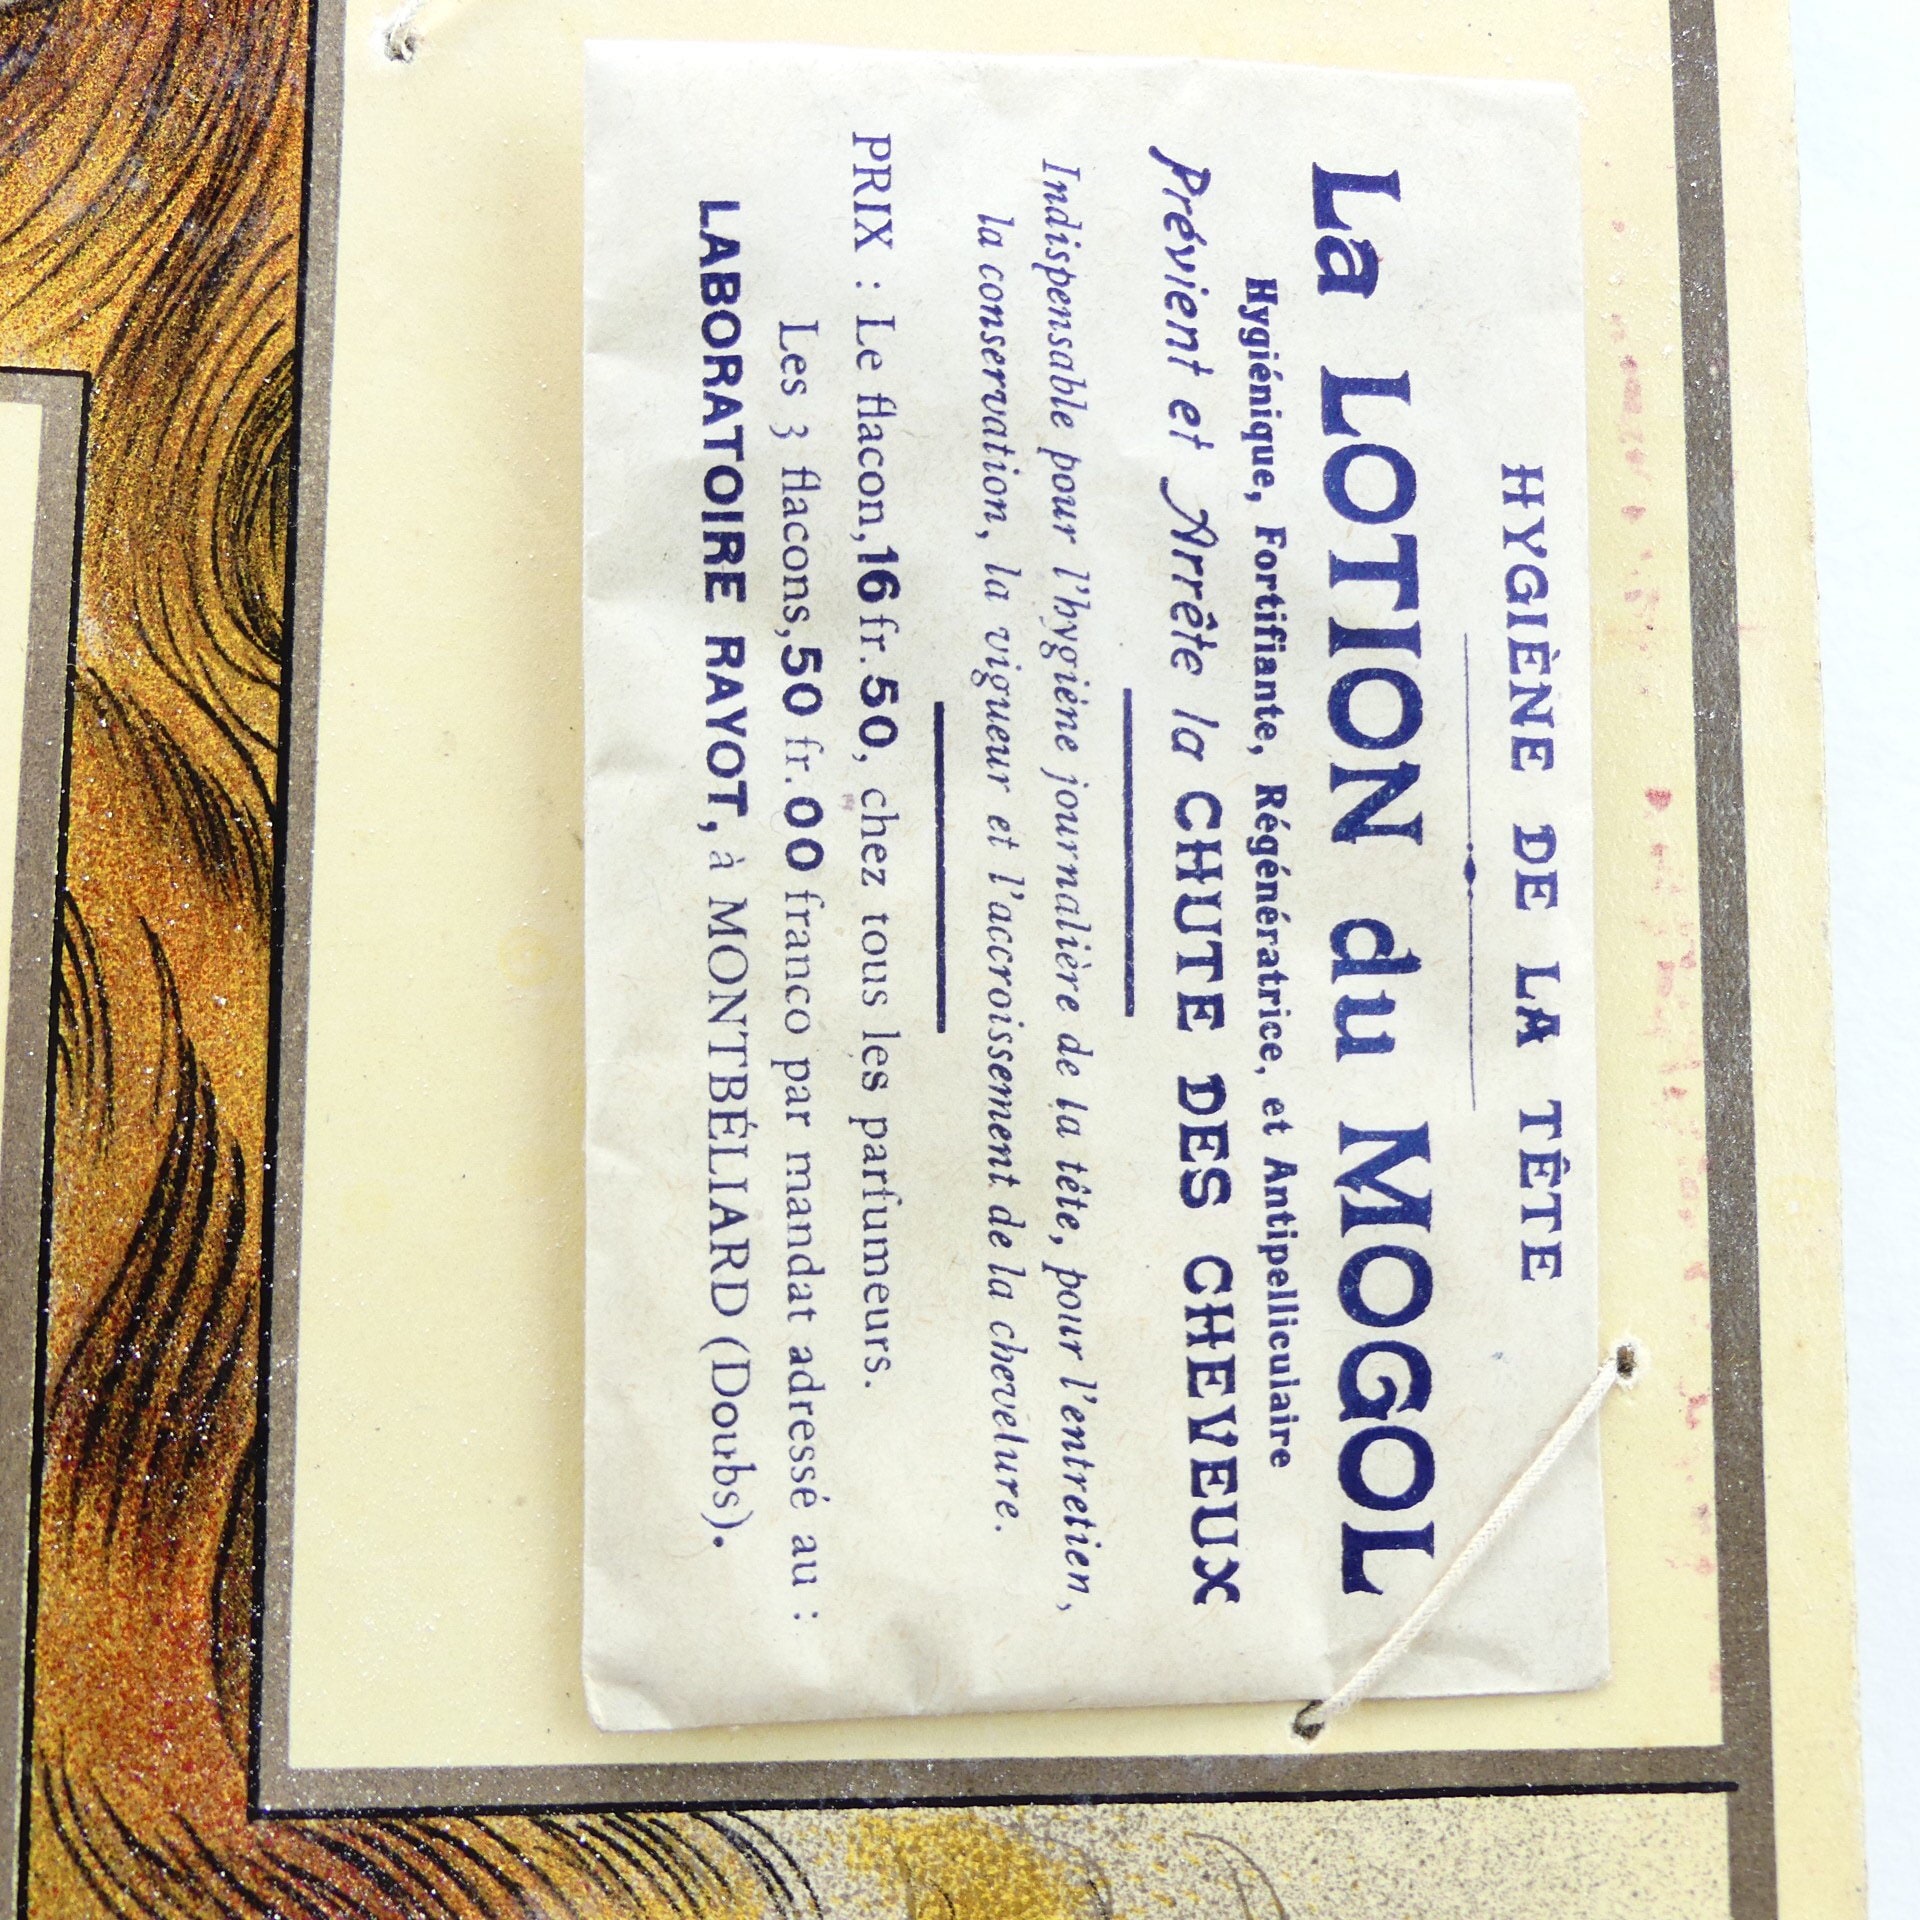 HYGIÈNE DE LA TÊTE
La LOTION du MOGOL
Hygiénique, Fortifiante, Régénératrice, et Antipelliculaire
Prévient et Arrête la CHUTE DES CHEVEUX
Indispensable pour l'hygiène journalière de la tête, pour l'entretien,
la conservation, la vigueur et l'accroissement de la chevelure.
PRIX : Le flacon, 16 fr. 50, chez tous les parfumeurs.
Les 3 flacons, 50 fr. 00 franco par mandat adressé au :
LABORATOIRE RAYOT, à MONTBÉLIARD (Doubs).